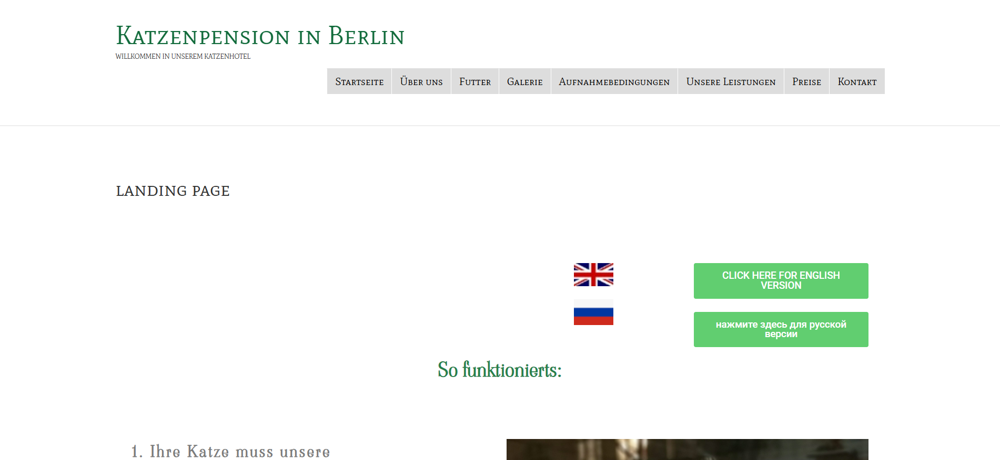 Katzenpension in Berlin
WILLKOMMEN IN UNSEREM KATZENHOTEL
Startseite
Über uns
Futter
Galerie
Aufnahmebedingungen
Unsere Leistungen
Preise
Kontakt
LANDING PAGE
CLICK HERE FOR ENGLISH
VERSION
нажмите здесь для русской
версии
So funktionierts:
1. Ihre Katze muss unsere